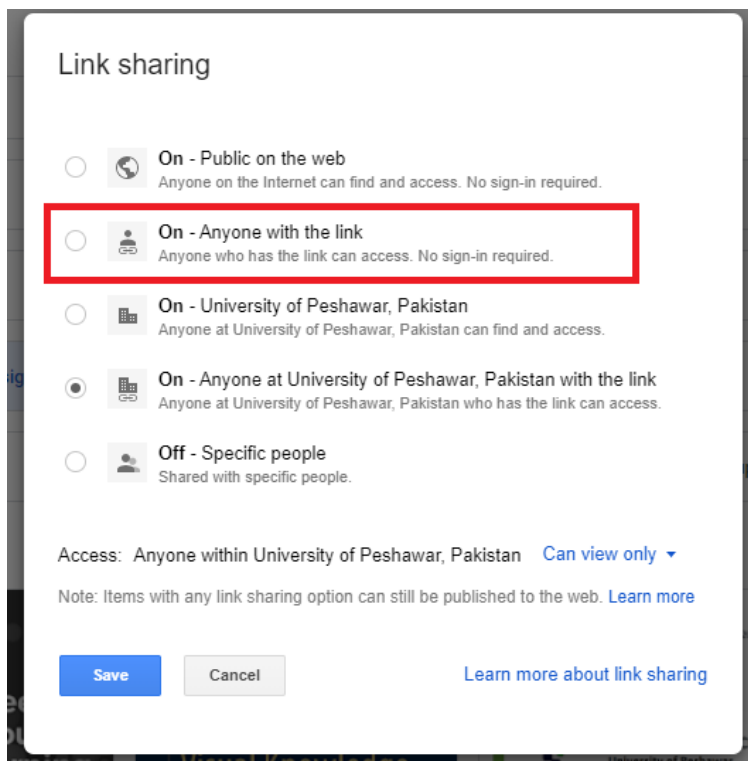 Link sharing
On - Public on the web
Anyone on the Internet can find and access. No sign-in required.
On - Anyone with the link
Anyone who has the link can access. No sign-in required.
On - University of Peshawar, Pakistan
Anyone at University of Peshawar, Pakistan can find and access.
On - Anyone at University of Peshawar, Pakistan with the link
Anyone at University of Peshawar, Pakistan who has the link can access.
Off - Specific people
Shared with specific people.
Access: Anyone within University of Peshawar, Pakistan Can view only
Note: Items with any link sharing option can still be published to the web. Learn more
Save Cancel Learn more about link sharing